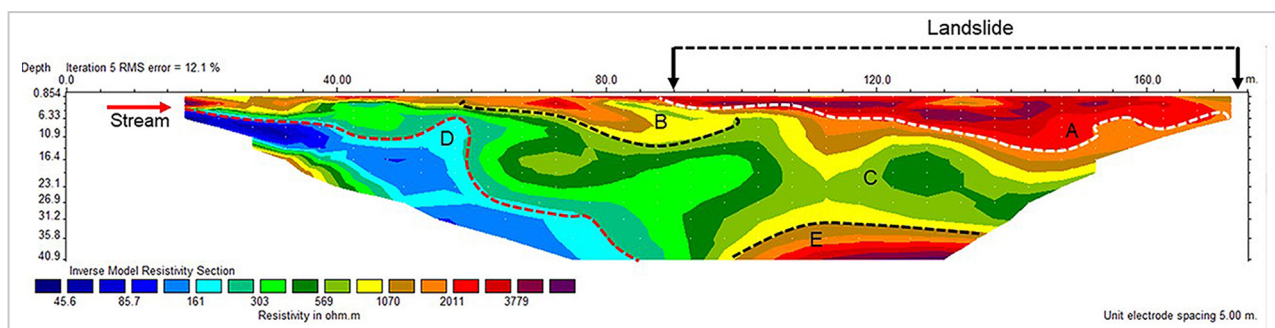 Landslide
Depth Iteration 5 RMS error = 12.1 %
0.0 40.00 80.0 120.0 160.0 m.
0.854
Stream
6.33
10.9
16.4
23.1
26.9
31.2
35.8
40.9
A
B
D
C
E
Inverse Model Resistivity Section
45.6 85.7 161 303 569 1070 2011 3779
Resistivity in ohm.m
Unit electrode spacing 5.00 m.